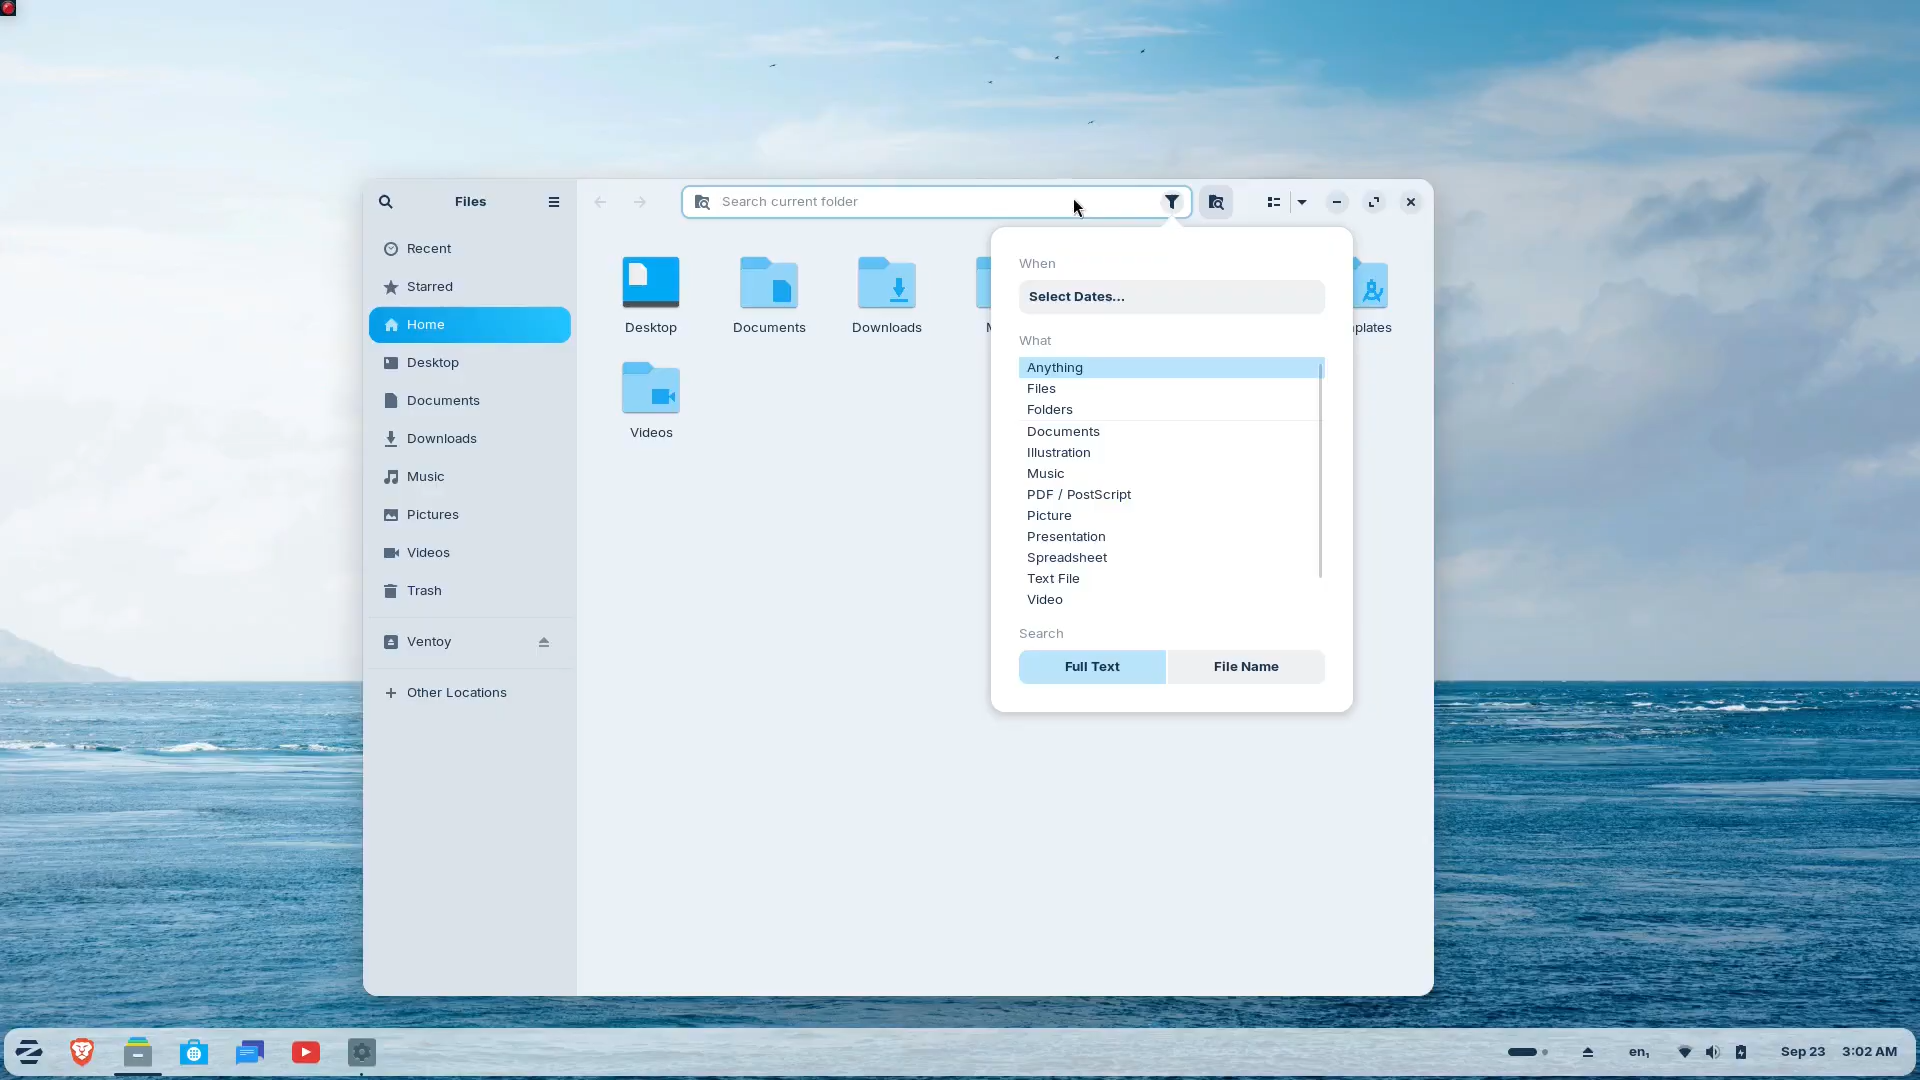 Files
Search current folder
Recent
Starred
Home
Desktop
Documents
Downloads
Music
Pictures
Videos
Trash
Ventoy
Other Locations
Desktop
Documents
Downloads
M
plates
Videos
When
Select Dates...
What
Anything
Files
Folders
Documents
Illustration
Music
PDF / PostScript
Picture
Presentation
Spreadsheet
Text File
Video
Search
Full Text
File Name
en,
Sep 23
3:02 AM